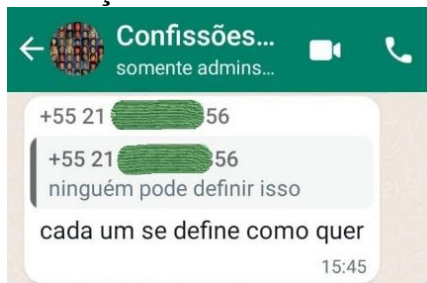 Confissões...
somente admins...
+55 21 56
+55 21 56
ninguém pode definir isso
cada um se define como quer
15:45